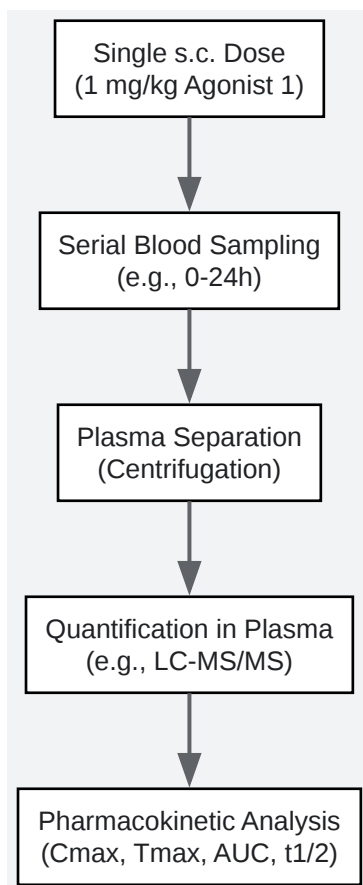 Single s.c. Dose
(1 mg/kg Agonist 1)
Serial Blood Sampling
(e.g., 0-24h)
Plasma Separation
(Centrifugation)
Quantification in Plasma
(e.g., LC-MS/MS)
Pharmacokinetic Analysis
(Cmax, Tmax, AUC, t1/2)